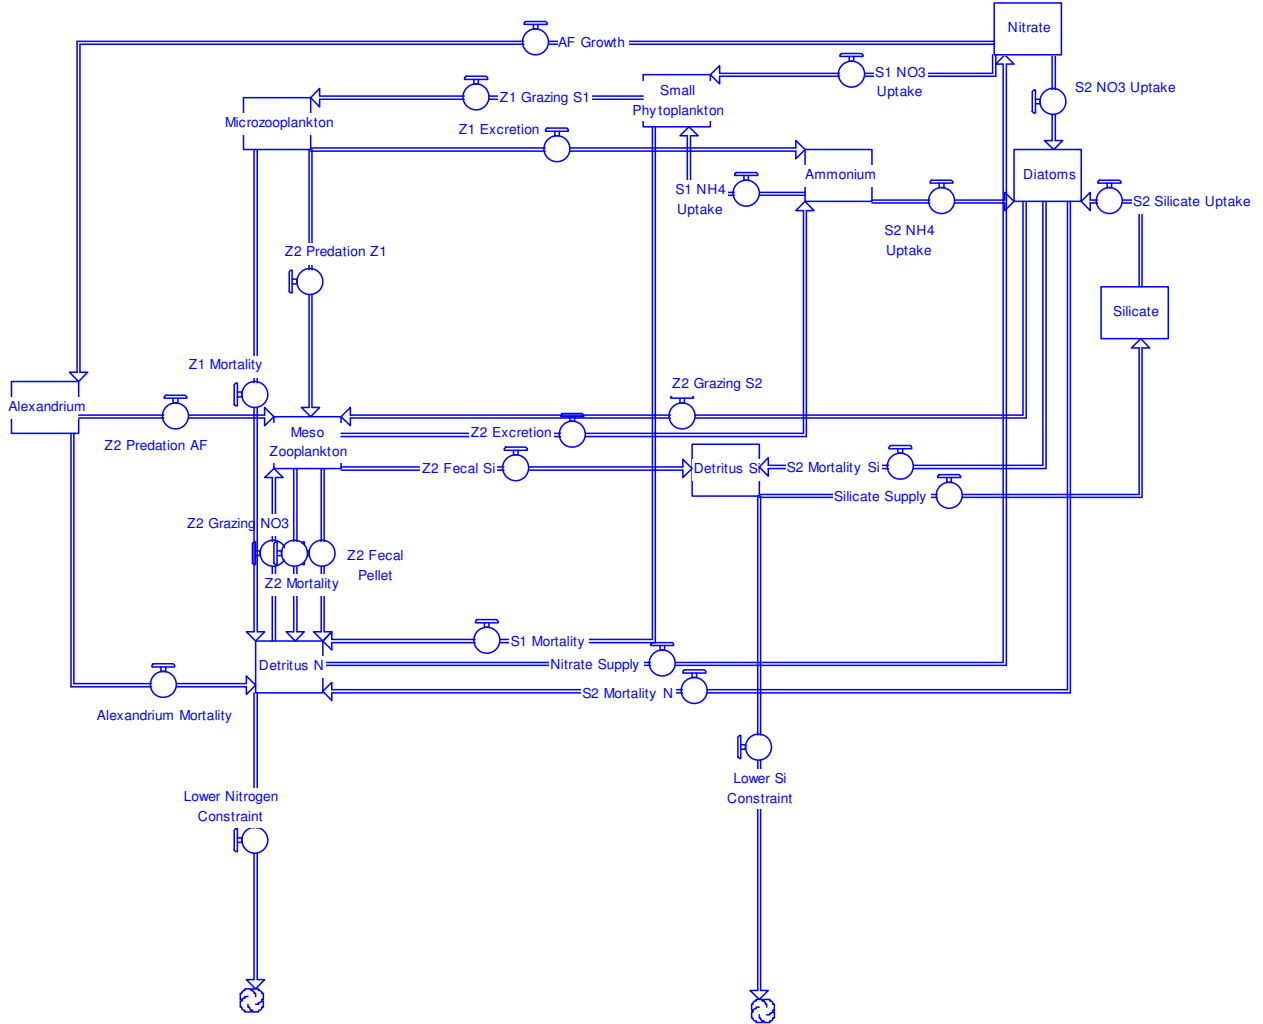 Nitrate
AF Growth
S1 NO3
Uptake
S2 NO3 Uptake
Small
Phytoplankton
Z1 Grazing S1
Microzooplankton
Z1 Excretion
Ammonium
Diatoms
S1 NH4
Uptake
S2 Silicate Uptake
S2 NH4
Uptake
Z2 Predation Z1
Silicate
Z1 Mortality
Z2 Grazing S2
Alexandrium
Z2 Predation AF
Meso
Zooplankton
Z2 Excretion
Z2 Fecal Si
Detritus Si
S2 Mortality Si
Silicate Supply
Z2 Grazing NO3
Z2 Fecal
Pellet
Z2 Mortality
S1 Mortality
Detritus N
Nitrate Supply
S2 Mortality N
Alexandrium Mortality
Lower Si
Constraint
Lower Nitrogen
Constraint